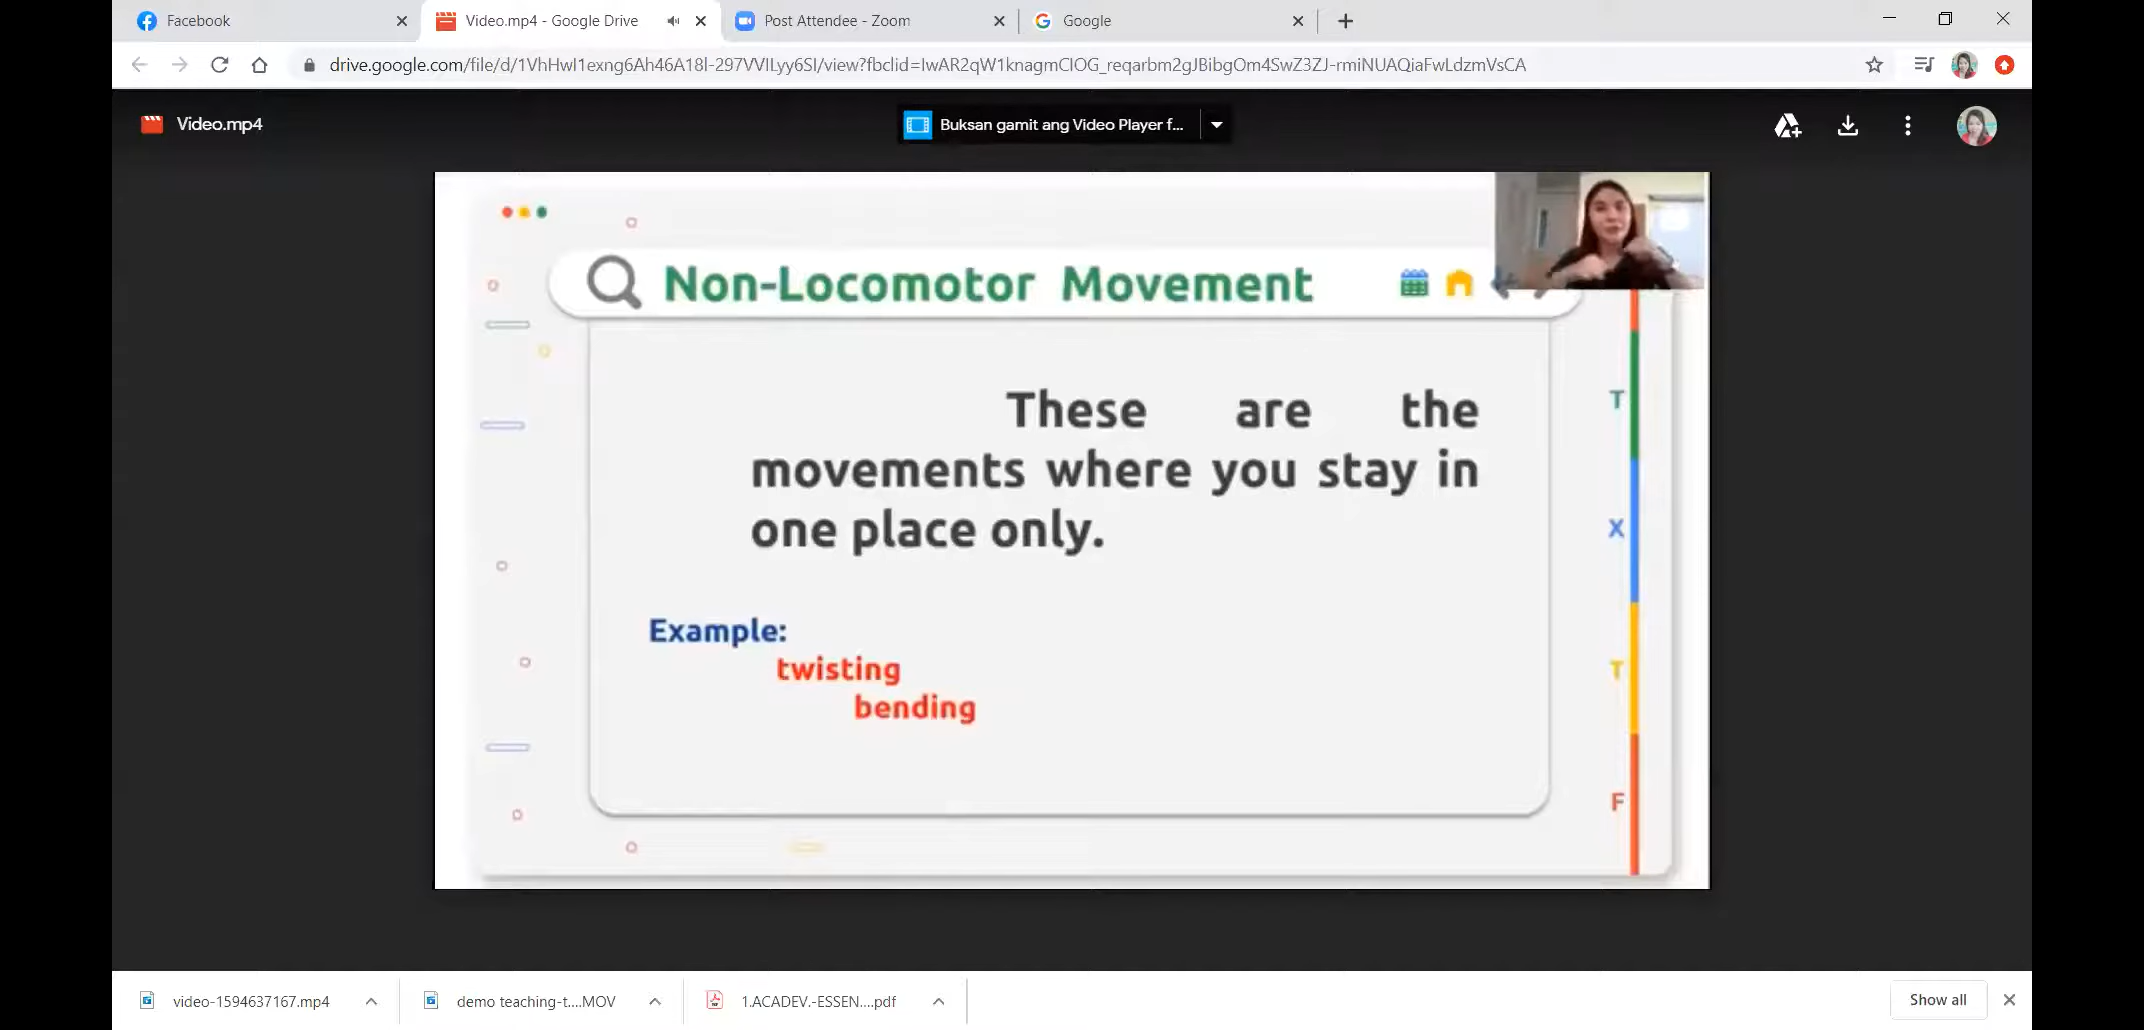 Facebook
Video.mp4 - Google Drive
Post Attendee - Zoom
Google
drive.google.com/file/d/1VhHwl1exng6Ah46A18l-297VVILyy6SI/view?fbclid=IwAR2qW1knagmCIOG_reqarbm2gJBibgOm4SwZ3ZJ-rmiNUAQiaFwLdzmVsCA
Video.mp4
Buksan gamit ang Video Player f...
Non-Locomotor Movement
These are the
movements where you stay in
one place only.
Example:
twisting
bending
T
X
T
F
video-1594637167.mp4
demo teaching-t....MOV
1.ACADEV.-ESSEN....pdf
Show all